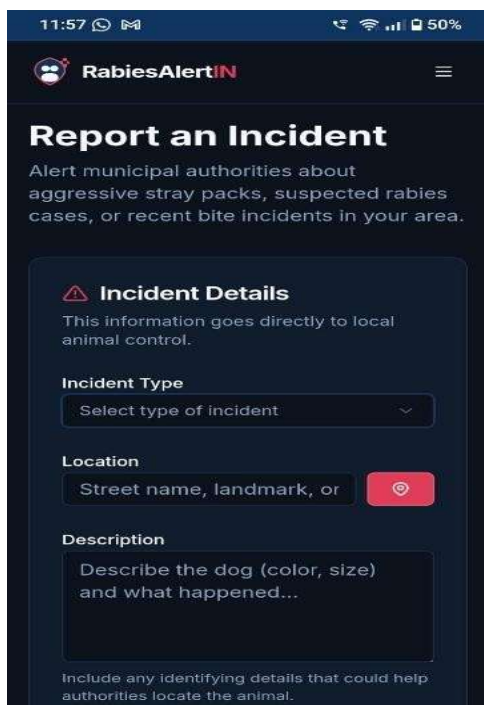 11:57 50%
RabiesAlertIN
Report an Incident
Alert municipal authorities about
aggressive stray packs, suspected rabies
cases, or recent bite incidents in your area.
Incident Details
This information goes directly to local
animal control.
Incident Type
Select type of incident
Location
Street name, landmark, or
Description
Describe the dog (color, size)
and what happened...
Include any identifying details that could help
authorities locate the animal.